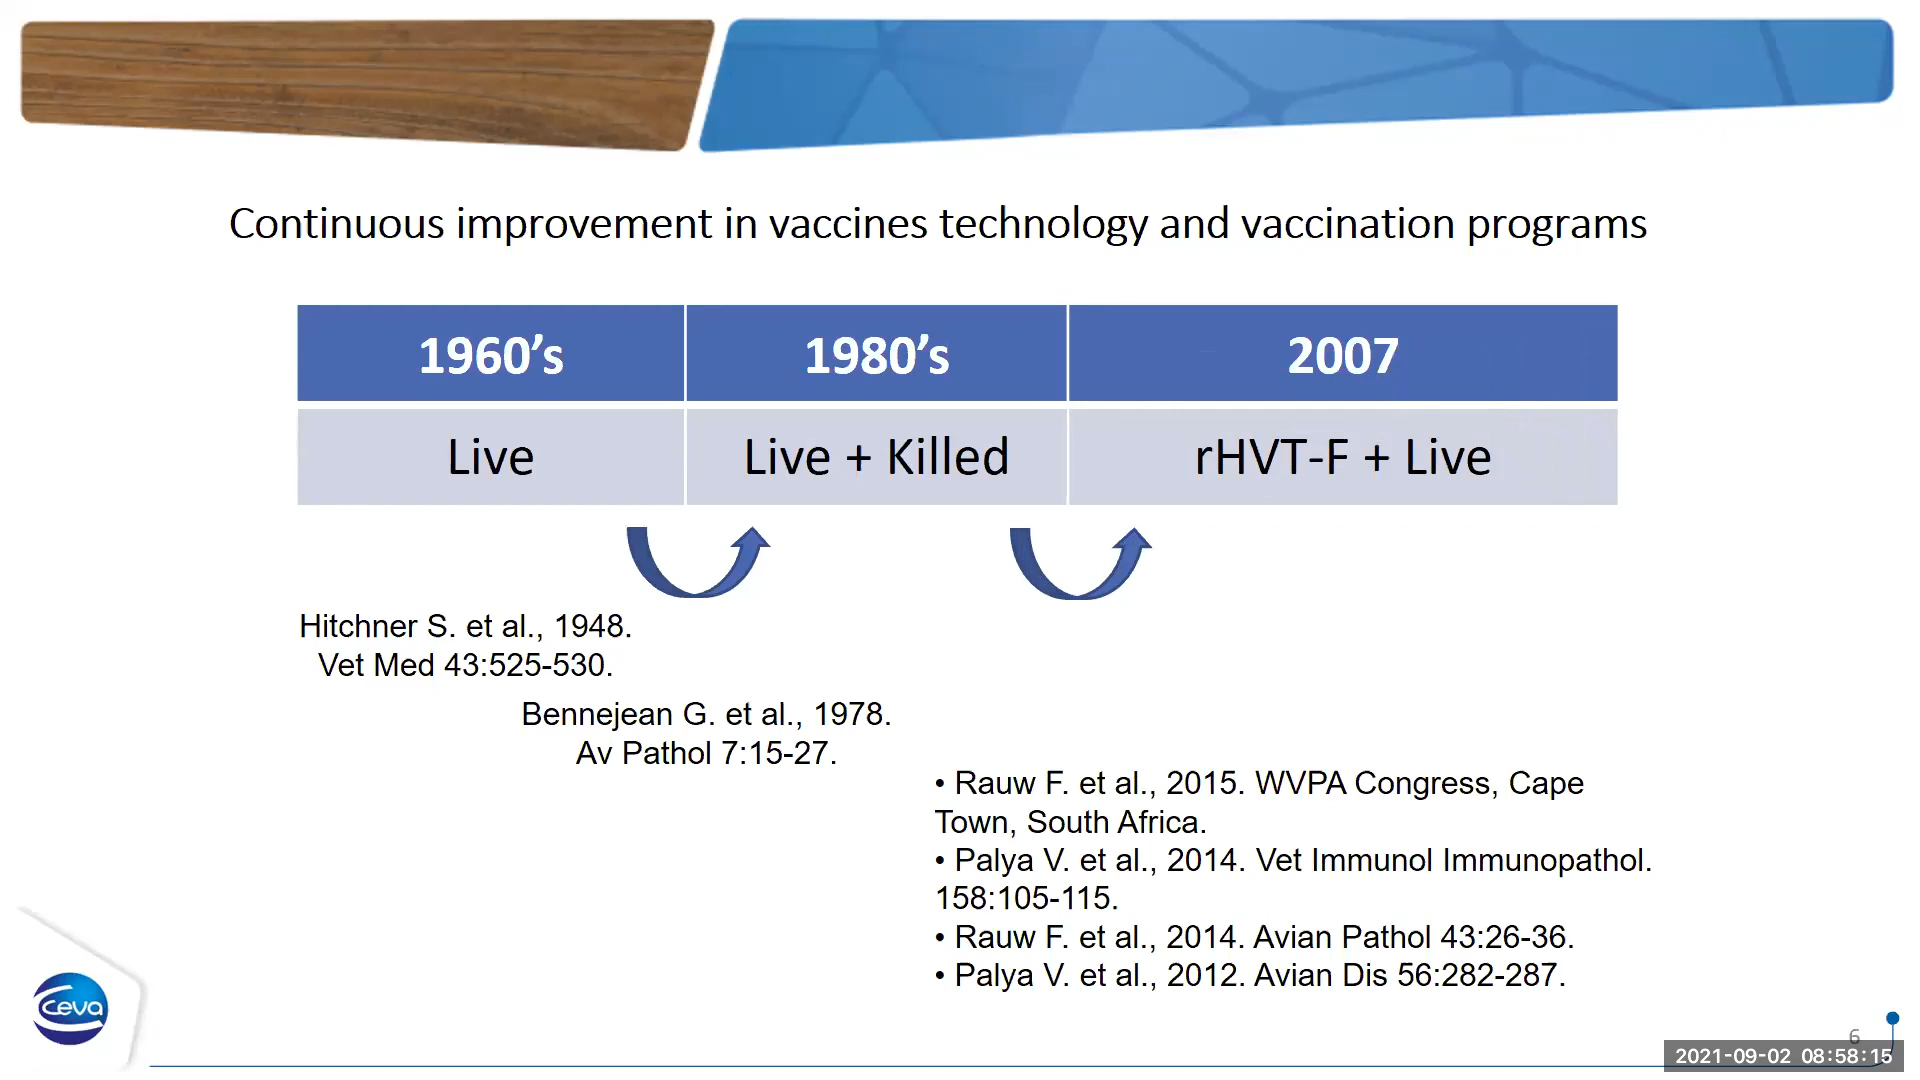 Continuous improvement in vaccines technology and vaccination programs
1960’s
1980’s
2007
Live
Live + Killed
rHVT-F + Live
Hitchner S. et al., 1948.
Vet Med 43:525-530.
Bennejean G. et al., 1978.
Av Pathol 7:15-27.
• Rauw F. et al., 2015. WVPA Congress, Cape
Town, South Africa.
• Palya V. et al., 2014. Vet Immunol Immunopathol.
158:105-115.
• Rauw F. et al., 2014. Avian Pathol 43:26-36.
• Palya V. et al., 2012. Avian Dis 56:282-287.
ceva
6
2021-09-02 08:58:15